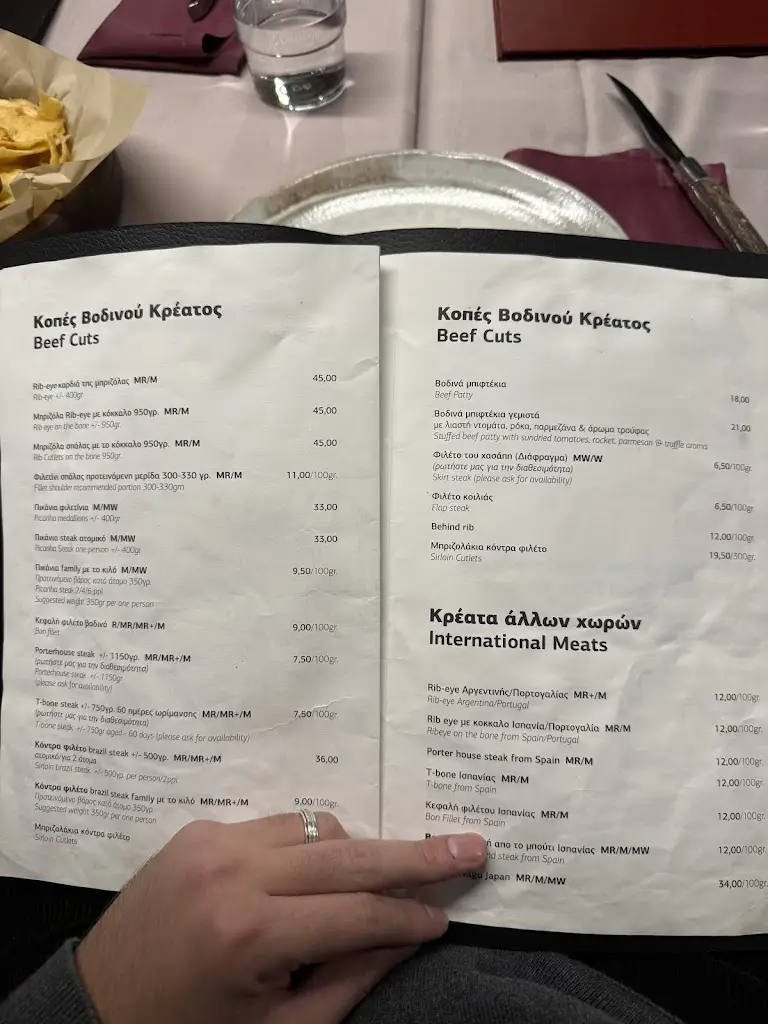 Κοπές Βοδινού Κρέατος
Beef Cuts
Rib-eye καρδιά της μπριζόλας MR/M 45,00
Rib-eye +/- 400gr
Μπριζόλα Rib-eye με κόκκαλο 950γρ. MR/M 45,00
Rib eye on the bone +/- 950gr.
Μπριζόλα σπάλας με το κόκκαλο 950γρ. MR/M 45,00
Rib Cutlets on the bone 950gr.
Φιλετίνι σπάλας προτεινόμενη μερίδα 300-330 γρ. MR/M 11,00/100gr.
Fillet shoulder recommended portion 300-330gm
Πικάνια φιλετίνια M/MW 33,00
Picanha medallions +/- 400gr
Πικάνια steak ατομικό M/MW 33,00
Picanha Steak one person +/- 400gr
Πικάνια family με το κιλό M/MW 9,50/100gr.
Προτεινόμενο βάρος κατά άτομο 350γρ.
Picanha steak 2/4/6 ppl
Suggested weight 350gr per one person
Κεφαλή φιλέτο βοδινό R/MR/MR+/M 9,00/100gr.
Bon fillet
Porterhouse steak +/- 1150γρ. MR/MR+/M 7,50/100gr.
(ρωτήστε μας για την διαθεσιμότητα)
Porterhouse steak +/- 1150gr
(please ask for availability)
T-bone steak +/- 750γρ. 60 ημέρες ωρίμανσης MR/MR+/M 7,50/100gr.
(ρωτήστε μας για την διαθεσιμότητα)
T-bone steak +/- 750gr aged - 60 days (please ask for availability)
Κόντρα φιλέτο brazil steak +/- 500γρ. MR/MR+/M 36,00
ατομικό/για 2 άτομα
Sirloin brazil steak +/- 500γρ. per person/2ppl
Κόντρα φιλέτο brazil steak family με το κιλό MR/MR+/M 9,00/100gr.
Προτεινόμενο βάρος κατά άτομο 350γρ.
Suggested weight 350gr per one person
Μπριζολάκια κόντρα φιλέτο
Sirloin Cutlets
Κοπές Βοδινού Κρέατος
Beef Cuts
Βοδινά μπιφτέκια 18,00
Beef Patty
Βοδινά μπιφτέκια γεμιστά 21,00
με λιαστή ντομάτα, ρόκα, παρμεζάνα & άρωμα τρούφας
Stuffed beef patty with sundried tomatoes, rocket, parmesan & truffle aroma
Φιλέτο του χασάπη (Διάφραγμα) MW/W 6,50/100gr.
(ρωτήστε μας για την διαθεσιμότητα)
Skirt steak (please ask for availability)
Φιλέτο κοιλιάς 6,50/100gr.
Flap steak
Behind rib 12,00/100gr.
Μπριζολάκια κόντρα φιλέτο 19,50/300gr.
Sirloin Cutlets
Κρέατα άλλων χωρών
International Meats
Rib-eye Αργεντινής/Πορτογαλίας MR+/M 12,00/100gr.
Rib-eye Argentina/Portugal
Rib eye με κοκκαλο Ισπανία/Πορτογαλία MR/M 12,00/100gr.
Ribeye on the bone from Spain/Portugal
Porter house steak from Spain MR/M 12,00/100gr.
T-bone Ισπανίας MR/M 12,00/100gr.
T-bone from Spain
Κεφαλή φιλέτου Ισπανίας MR/M 12,00/100gr.
Bon Fillet from Spain
απο το μπούτι Ισπανίας MR/M/MW 12,00/100gr.
steak from Spain
Japan MR/M/MW 34,00/100gr.